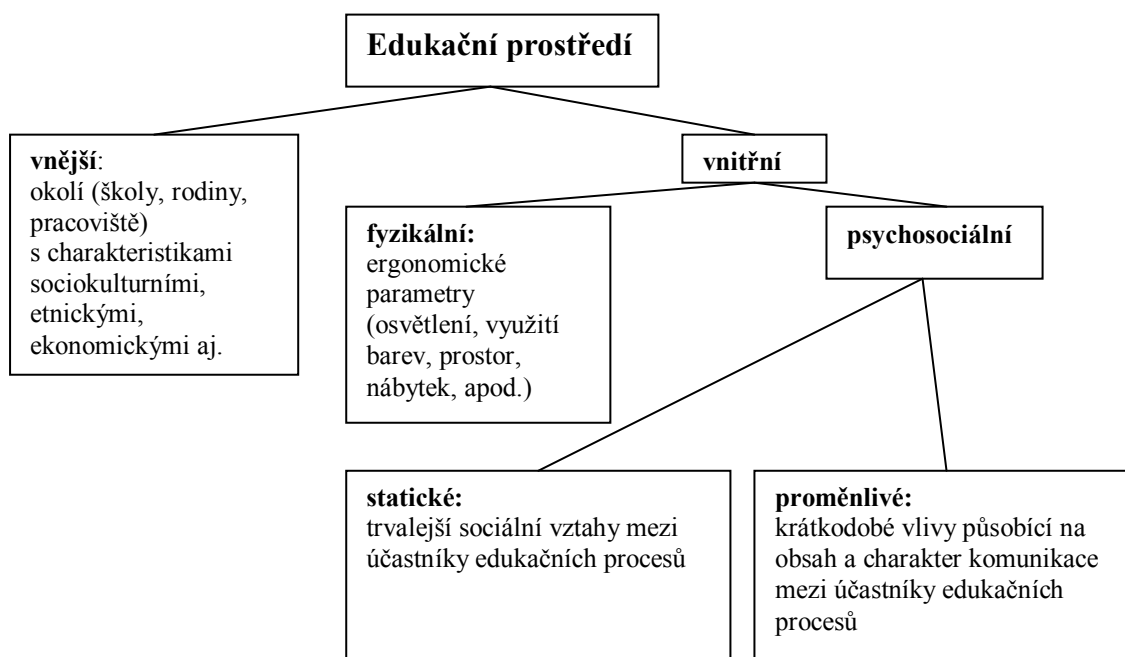 Edukační prostředí
vnější:
okolí (školy, rodiny,
pracoviště)
s charakteristikami
sociokulturními,
etnickými,
ekonomickými aj.
vnitřní
fyzikální:
ergonomické
parametry
(osvětlení, využití
barev, prostor,
nábytek, apod.)
psychosociální
statické:
trvalejší sociální vztahy mezi
účastníky edukačních procesů
proměnlivé:
krátkodobé vlivy působící na
obsah a charakter komunikace
mezi účastníky edukačních
procesů